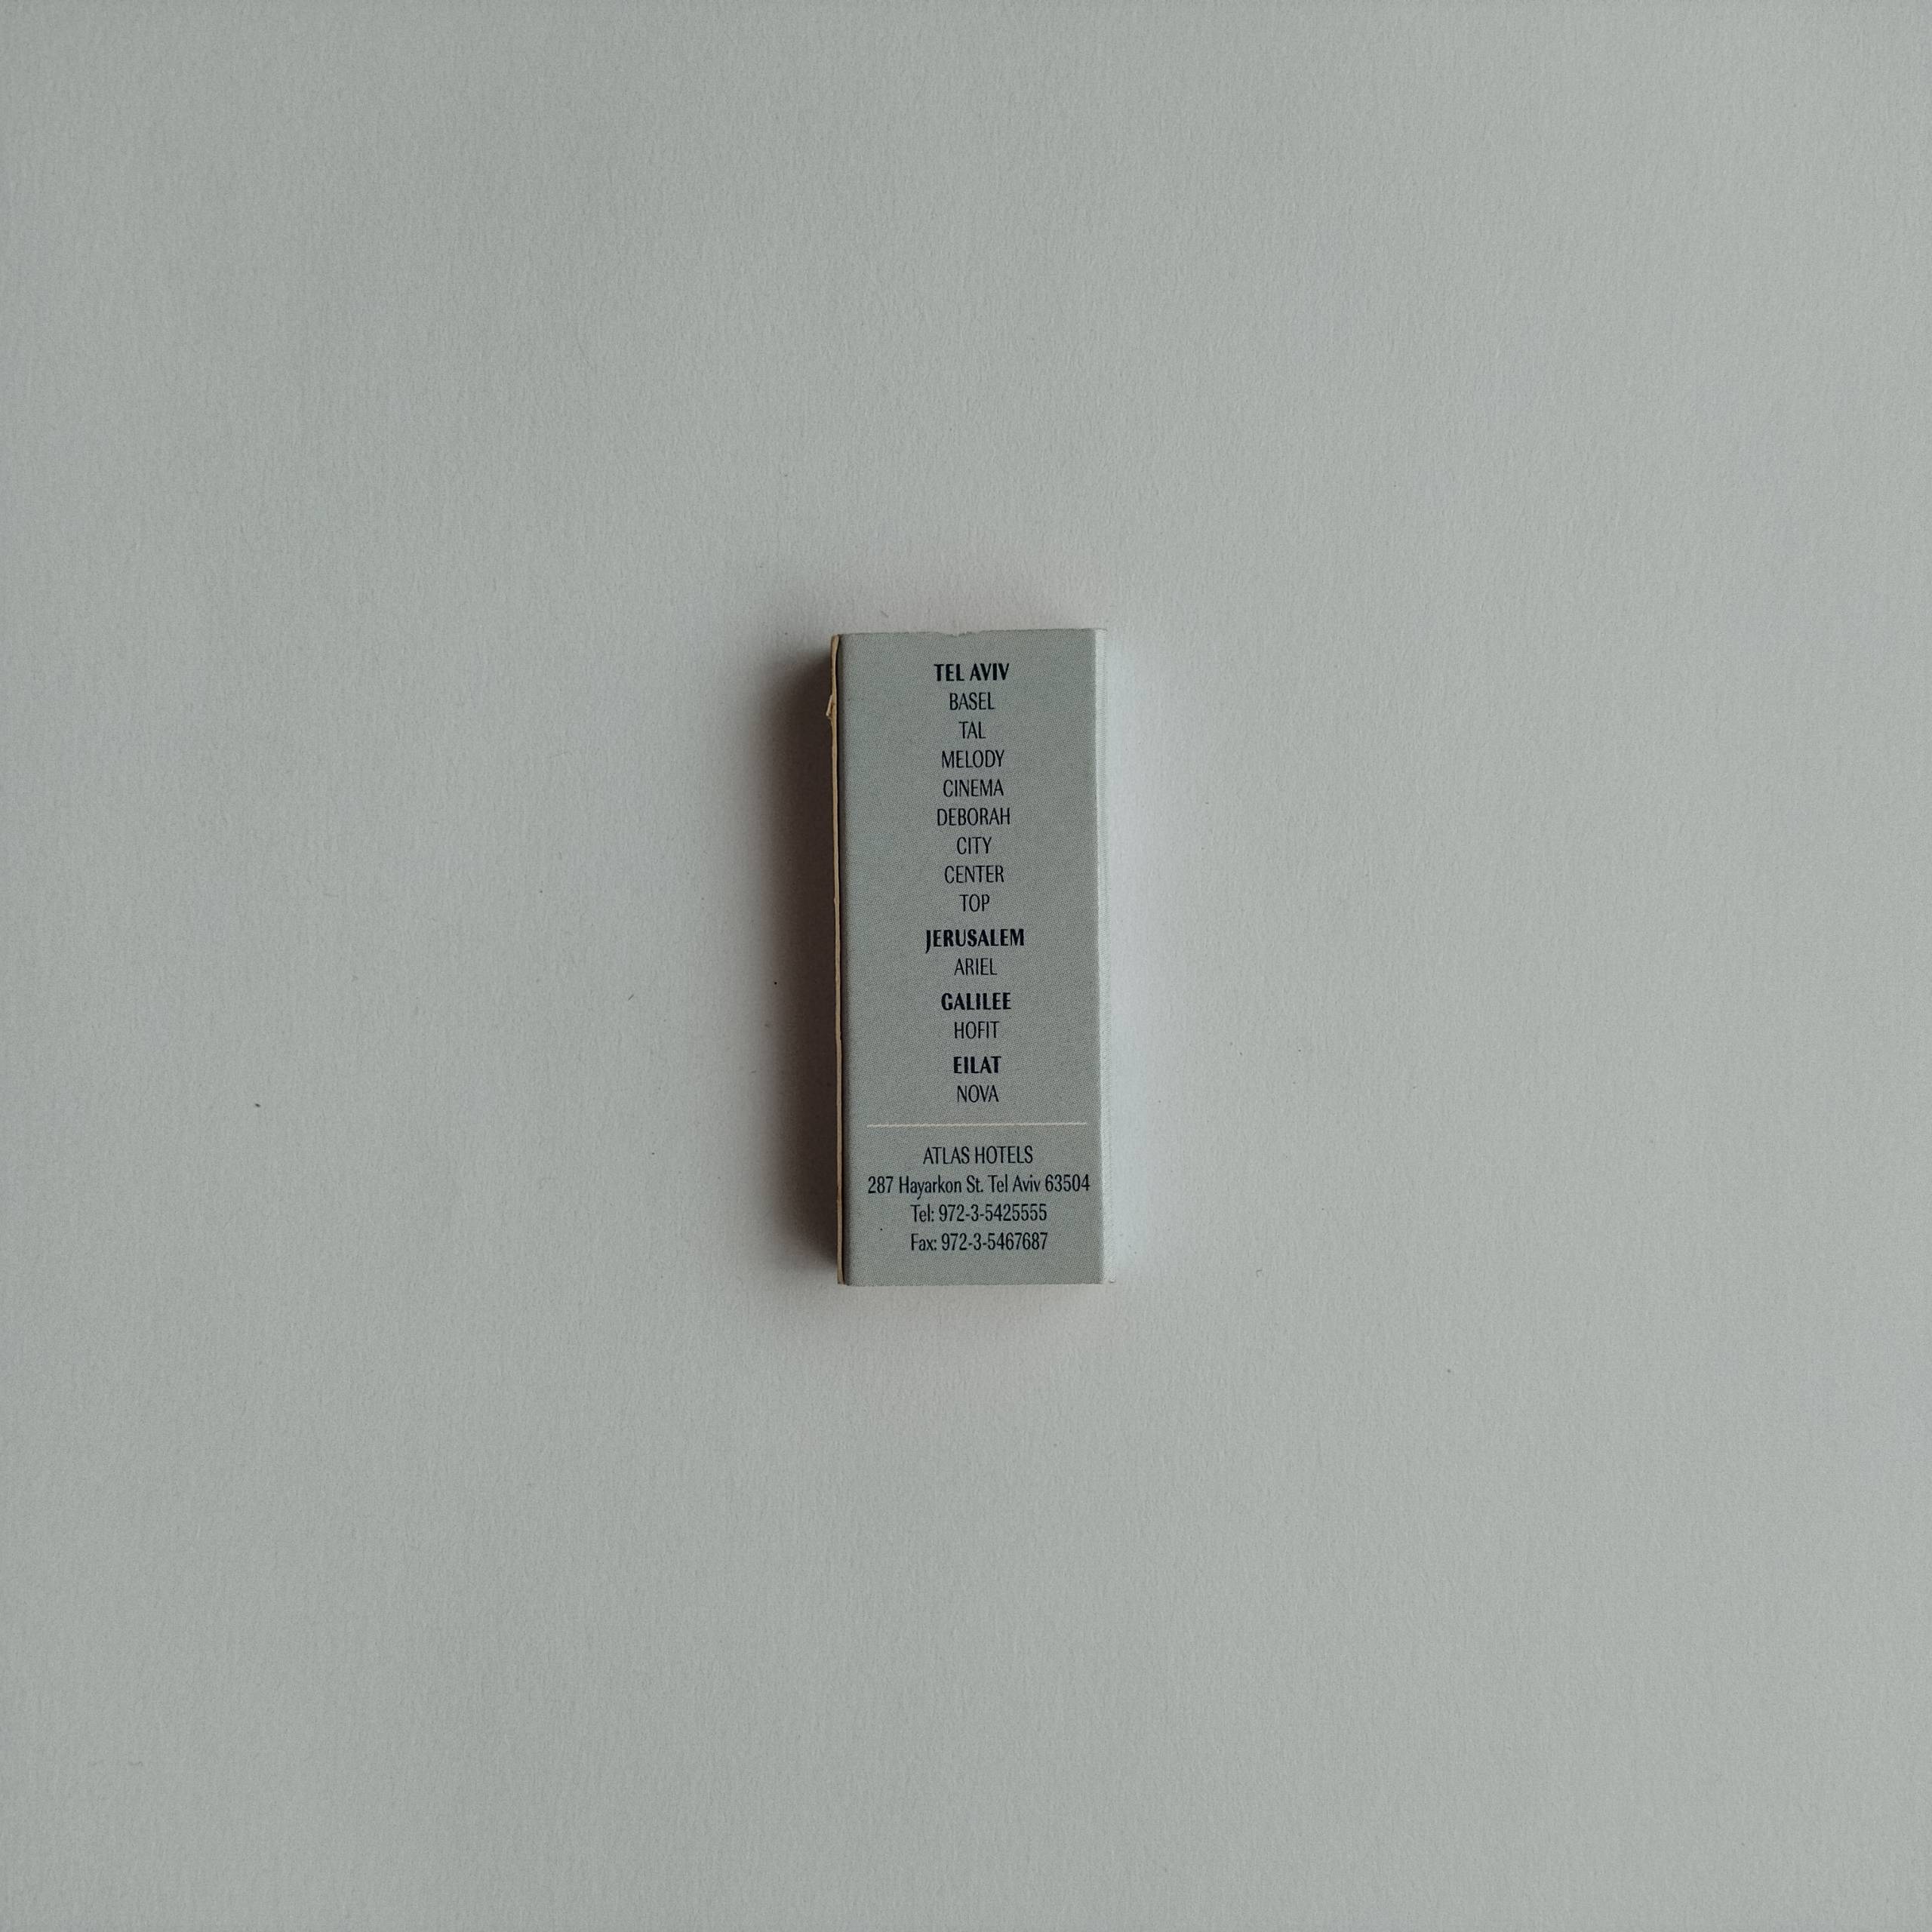 TEL AVIV
BASEL
TAL
MELODY
CINEMA
DEBORAH
CITY
CENTER
TOP
JERUSALEM
ARIEL
GALILEE
HOFIT
EILAT
NOVA
ATLAS HOTELS
287 Hayarkon St. Tel Aviv 63504
Tel: 972-3-5425555
Fax: 972-3-5467687